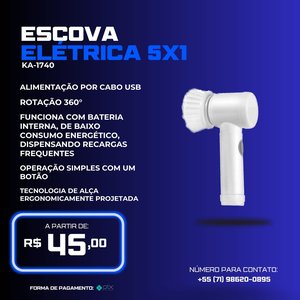 ESCOVA
ELÉTRICA 5X1
KA-1740
ALIMENTAÇÃO POR CABO USB
ROTAÇÃO 360°
FUNCIONA COM BATERIA
INTERNA, DE BAIXO
CONSUMO ENERGÉTICO,
DISPENSANDO RECARGAS
FREQUENTES
OPERAÇÃO SIMPLES COM UM
BOTÃO
TECNOLOGIA DE ALÇA
ERGONOMICAMENTE PROJETADA
A PARTIR DE:
R$ 45,00
FORMA DE PAGAMENTO: PIX
NÚMERO PARA CONTATO:
+55 (71) 98620-0895